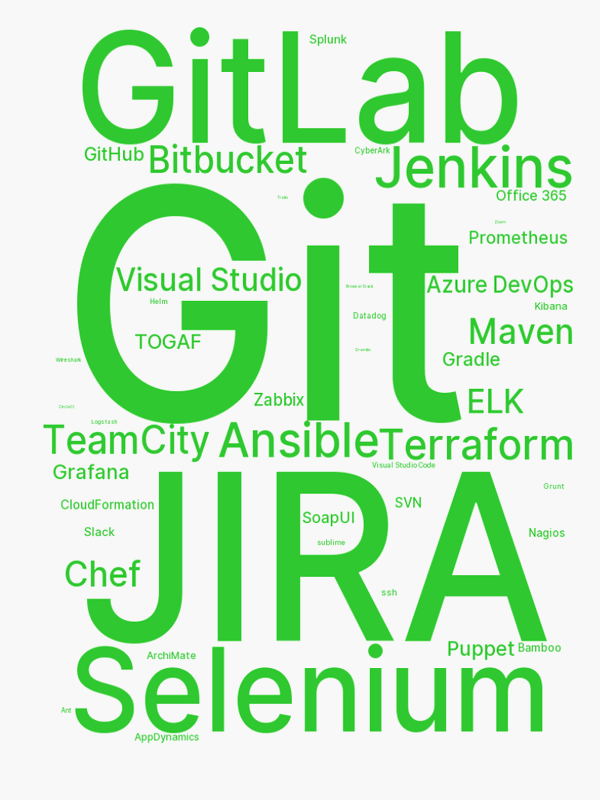 GitLab
Splunk
GitHub
Bitbucket
CyberArk
Jenkins
Office 365
Git
Prometheus
Visual Studio
Azure DevOps
Helm
Kibana
Datadog
Maven
TOGAF
Gradle
Wireshark
Zabbix
ELK
Logstash
TeamCity
Ansible
Terraform
Visual Studio Code
Grafana
JIRA
Grunt
CloudFormation
SVN
SoapUI
Slack
Nagios
sublime
Chef
ssh
Puppet
Bamboo
ArchiMate
Selenium
Ant
AppDynamics